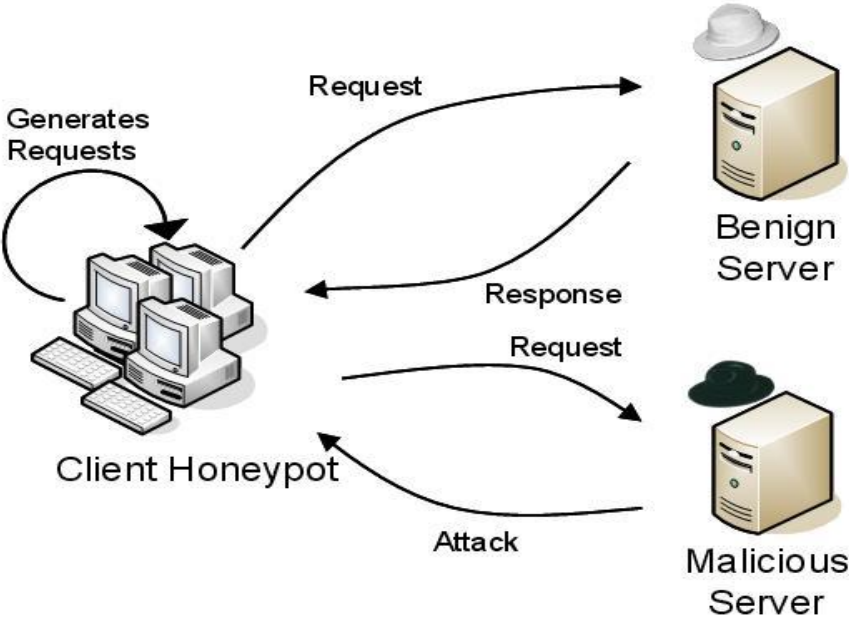 Request
Generates
Requests
Benign
Server
Response
Request
Client Honeypot
Attack
Malicious
Server